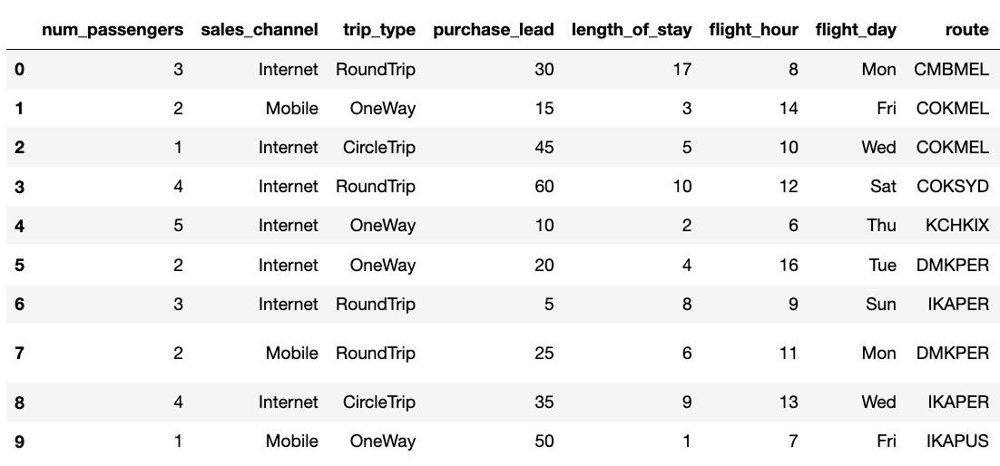 num_passengers sales_channel trip_type purchase_lead length_of_stay flight_hour flight_day route
0 3 Internet RoundTrip 30 17 8 Mon CMBMEL
1 2 Mobile OneWay 15 3 14 Fri COKMEL
2 1 Internet CircleTrip 45 5 10 Wed COKMEL
3 4 Internet RoundTrip 60 10 12 Sat COKSYD
4 5 Internet OneWay 10 2 6 Thu KCHKIX
5 2 Internet OneWay 20 4 16 Tue DMKPER
6 3 Internet RoundTrip 5 8 9 Sun IKAPER
7 2 Mobile RoundTrip 25 6 11 Mon DMKPER
8 4 Internet CircleTrip 35 9 13 Wed IKAPER
9 1 Mobile OneWay 50 1 7 Fri IKAPUS